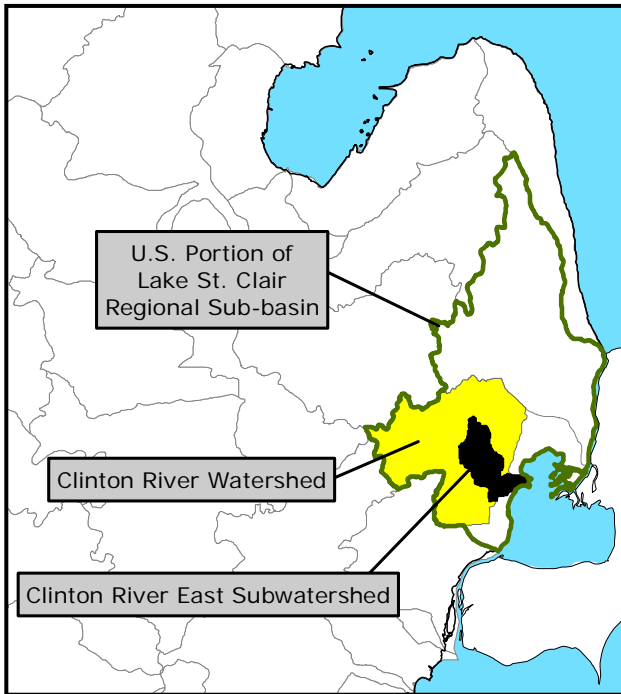 U.S. Portion of
Lake St. Clair
Regional Sub-basin
Clinton River Watershed
Clinton River East Subwatershed